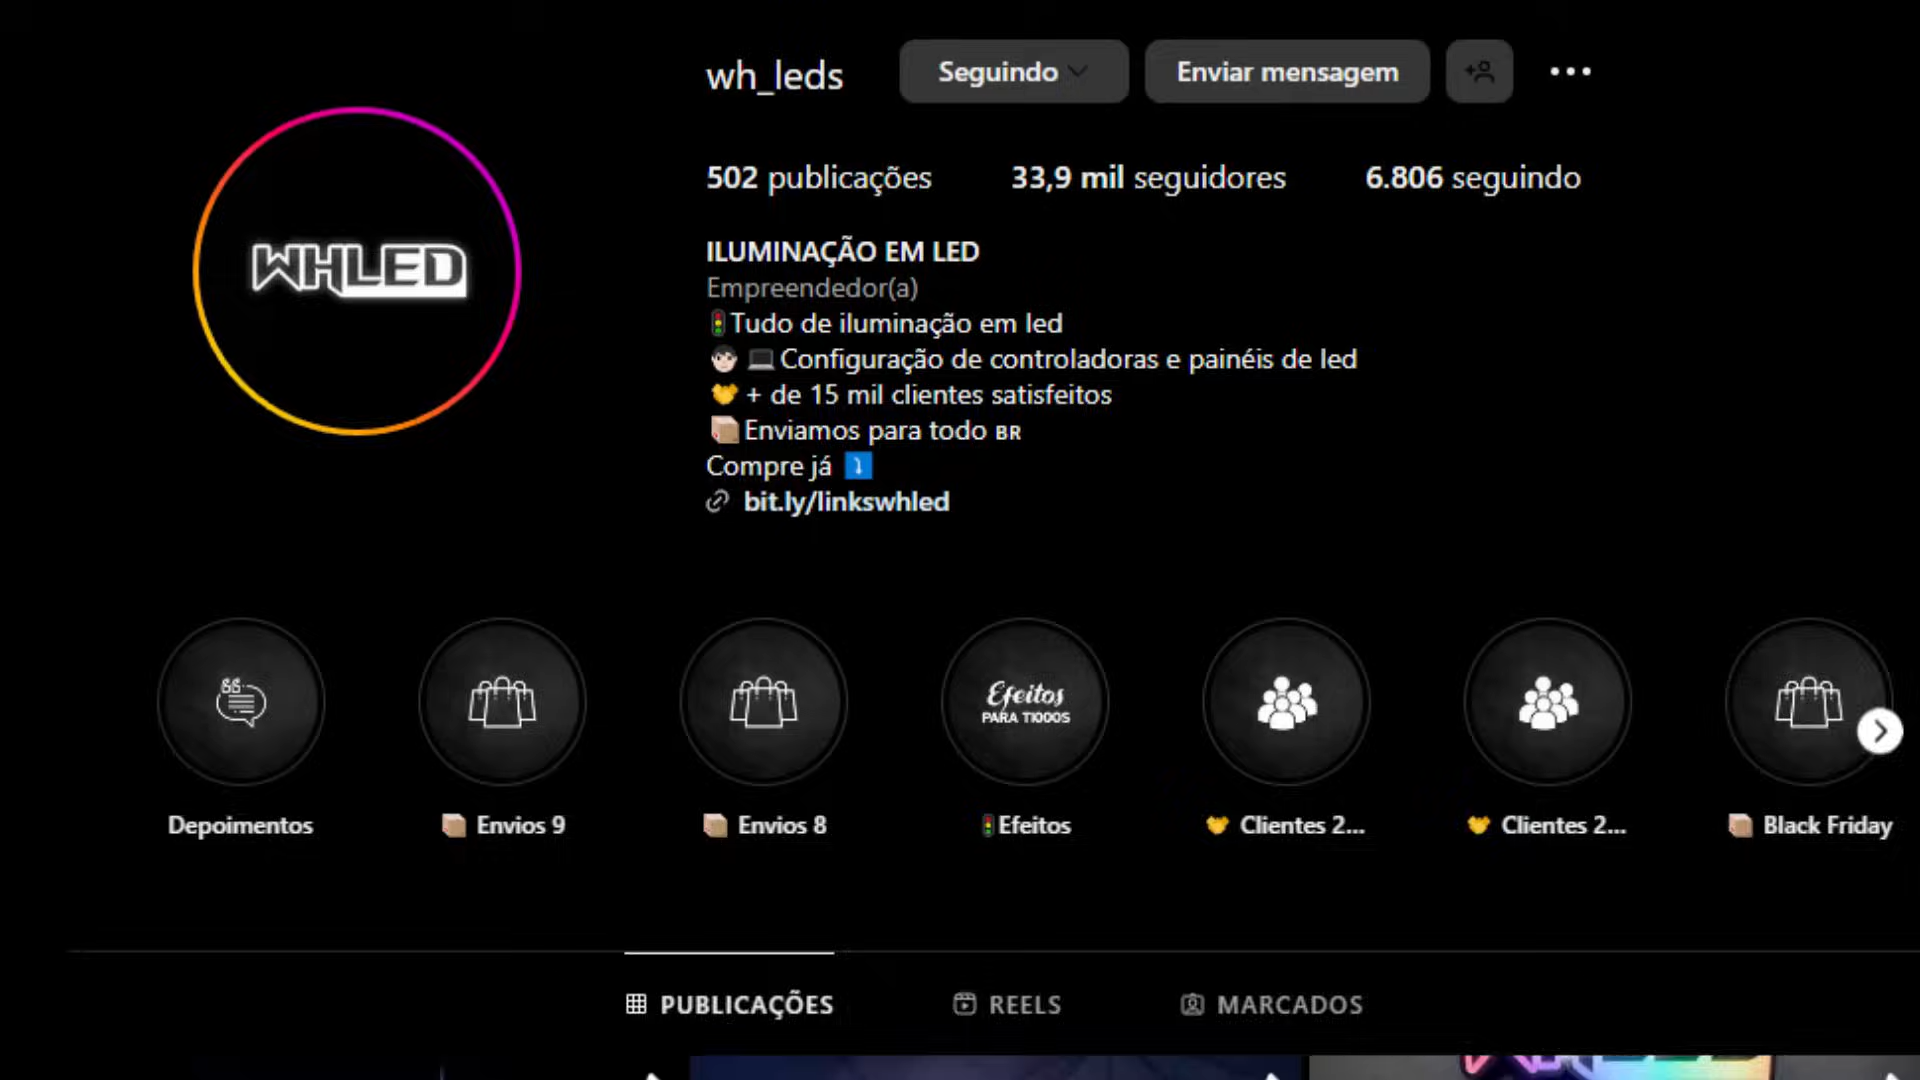 wh_leds
Seguindo
Enviar mensagem
502 publicações
33,9 mil seguidores
6.806 seguindo
WHLED
ILUMINAÇÃO EM LED
Empreendedor(a)
🚦Tudo de iluminação em led
👨🏻‍💻Configuração de controladoras e painéis de led
🤝 + de 15 mil clientes satisfeitos
📦Enviamos para todo BR
Compre já ⤵️
bit.ly/linkswhled
Efeitos
PARA T1000S
Depoimentos
📦 Envios 9
📦 Envios 8
🚦Efeitos
🤝 Clientes 2...
🤝 Clientes 2...
📦 Black Friday
PUBLICAÇÕES
REELS
MARCADOS